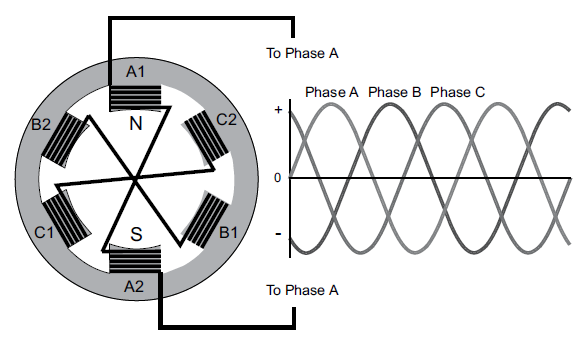 To Phase A
A1
Phase A Phase B Phase C
+
B2
N
C2
0
C1
S
B1
-
A2
To Phase A